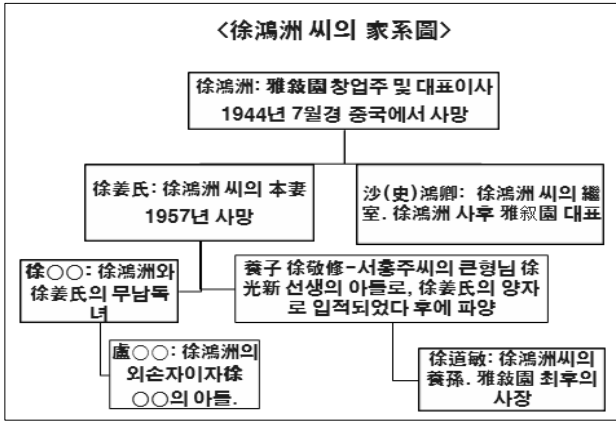 <徐鴻洲 씨의 家系圖>
徐鴻洲: 雅敍園 창업주 및 대표이사
1944년 7월경 중국에서 사망
徐姜氏: 徐鴻洲 씨의 本妻
1957년 사망
沙(史)鴻卿: 徐鴻洲 씨의 繼
室. 徐鴻洲 사후 雅叙園 대표
徐○○: 徐鴻洲와
徐姜氏의 무남독
녀
養子 徐敬修-서홍주씨의 큰형님 徐
光新 선생의 아들로, 徐姜氏의 양자
로 입적되었다 후에 파양
盧○○: 徐鴻洲의
외손자이자徐
○○의 아들.
徐道敏: 徐鴻洲씨의
養孫. 雅敍園 최후의
사장